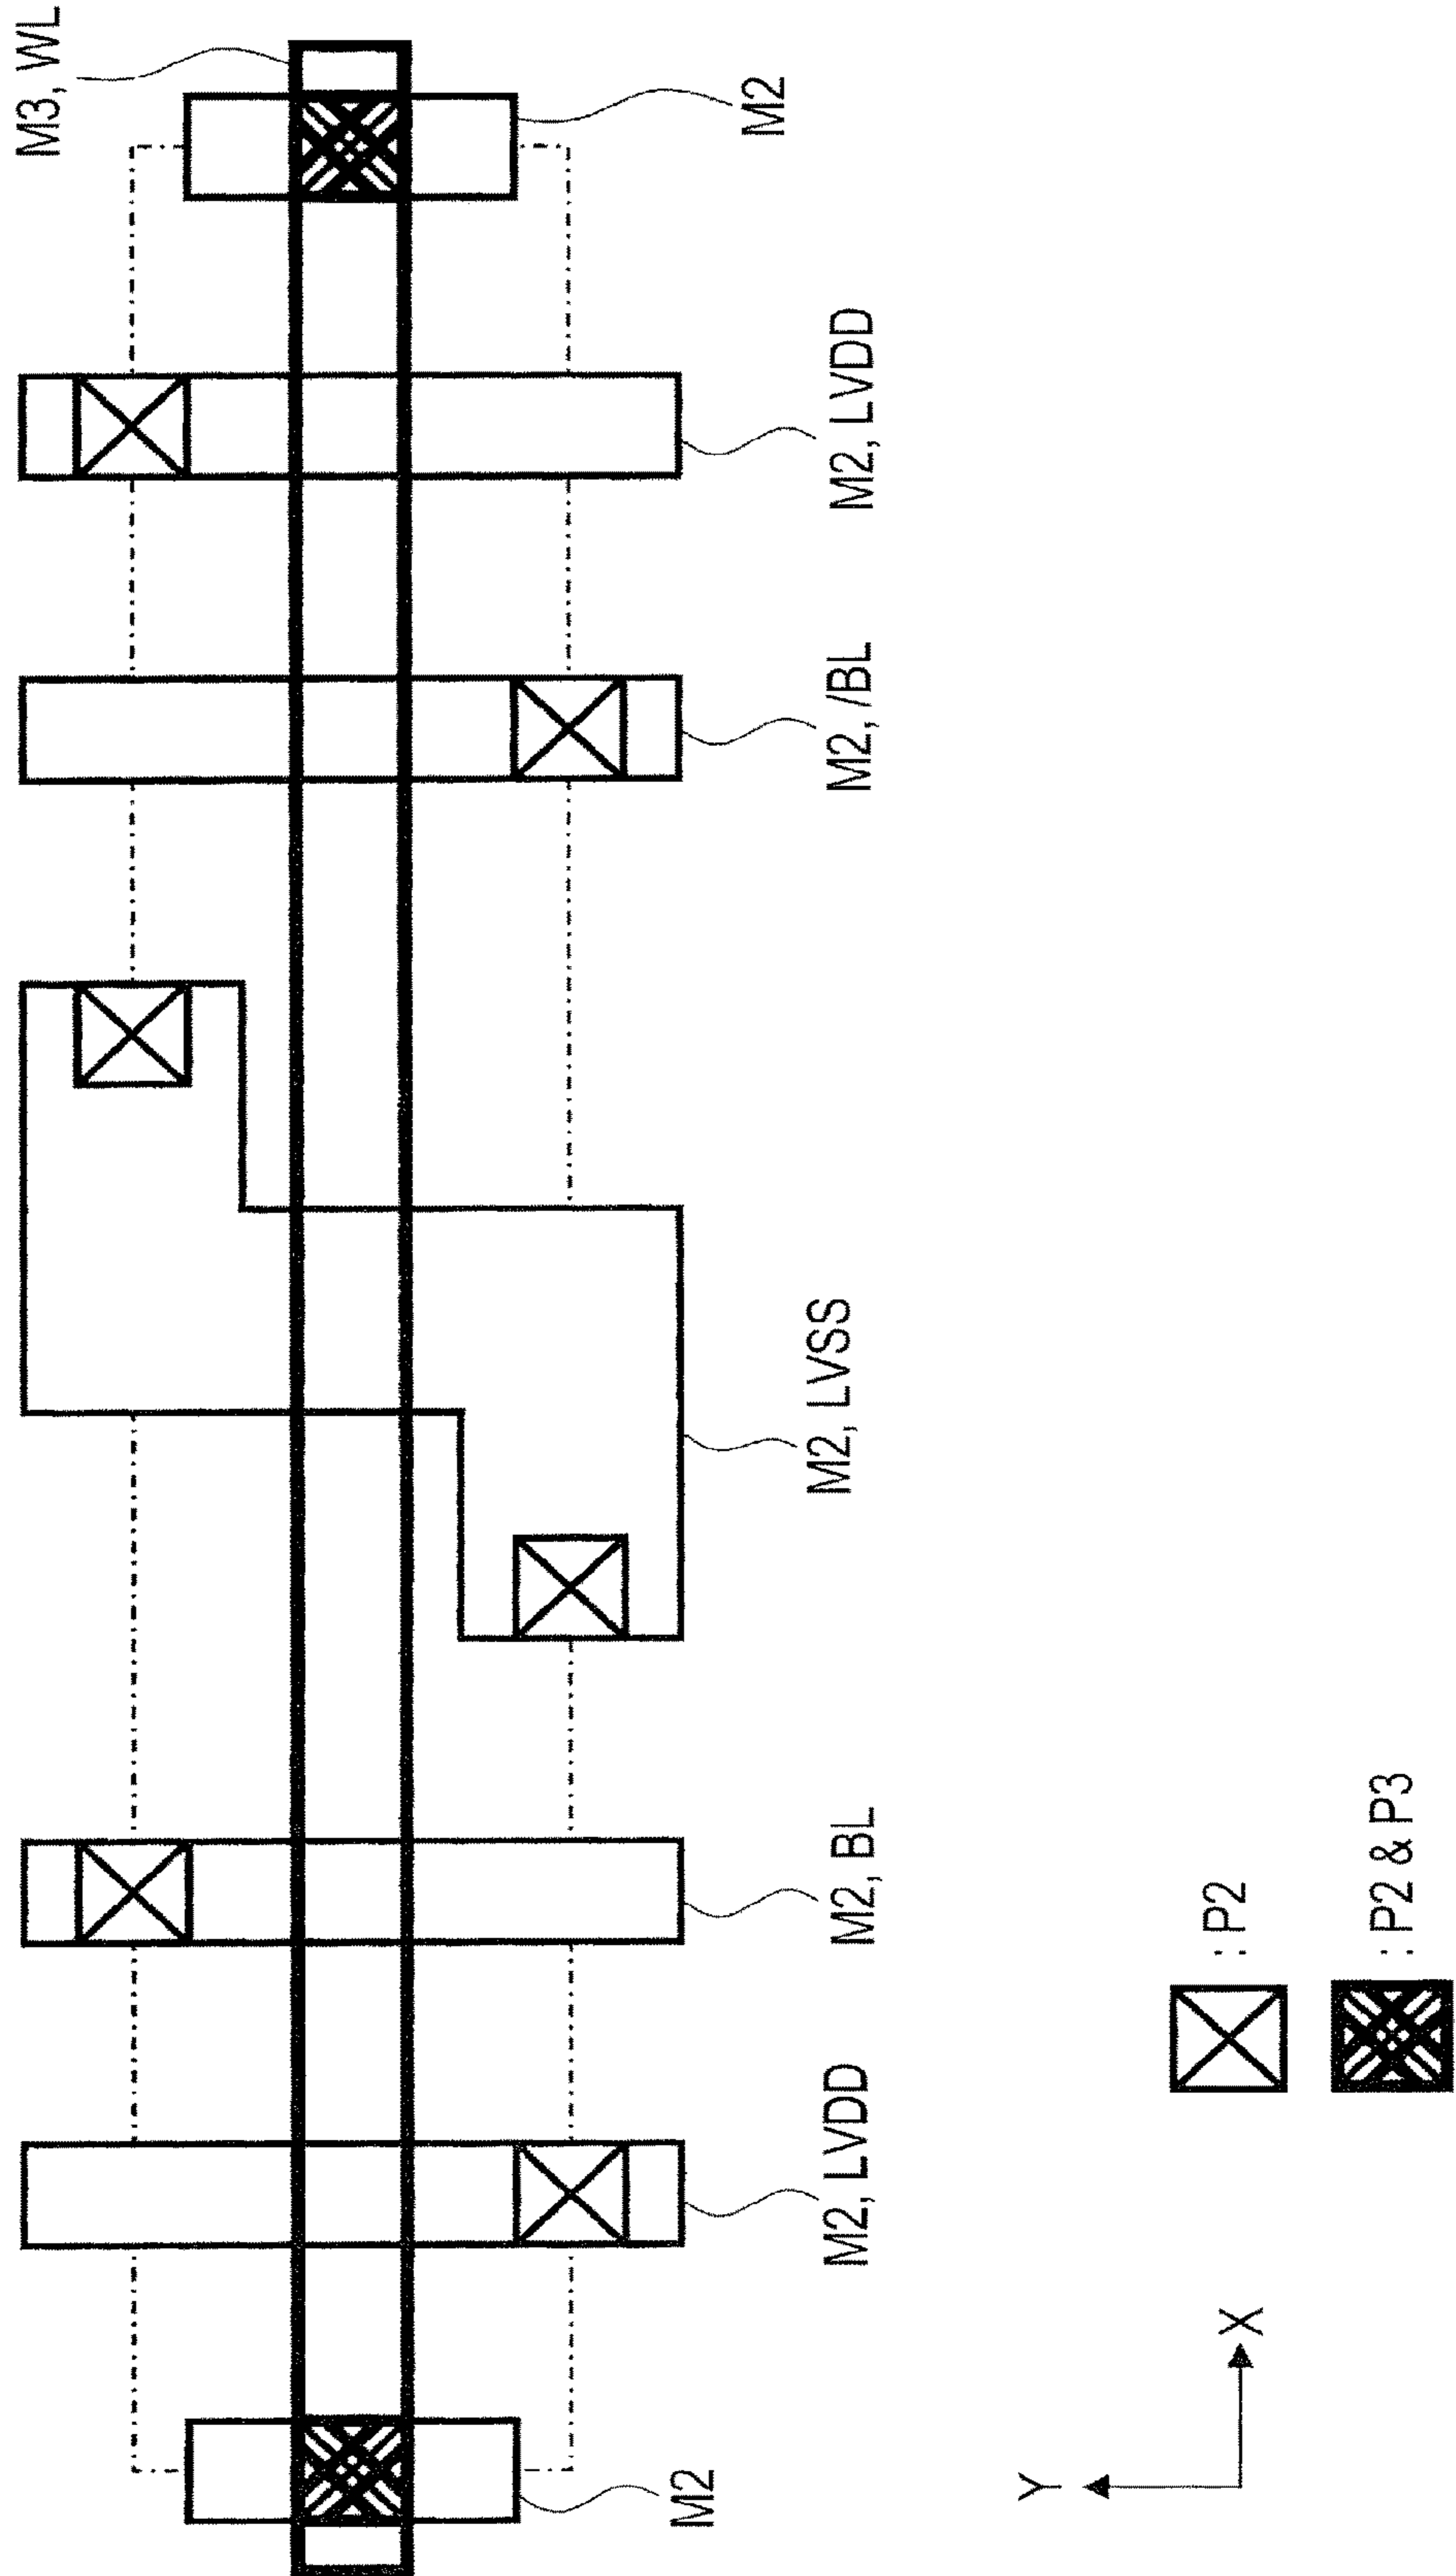 M3, WL
M2
M2, LVDD
M2, BL
M2, LVSS
M2, /BL
M2, LVDD
M2
Y
X
: P2
: P2 & P3